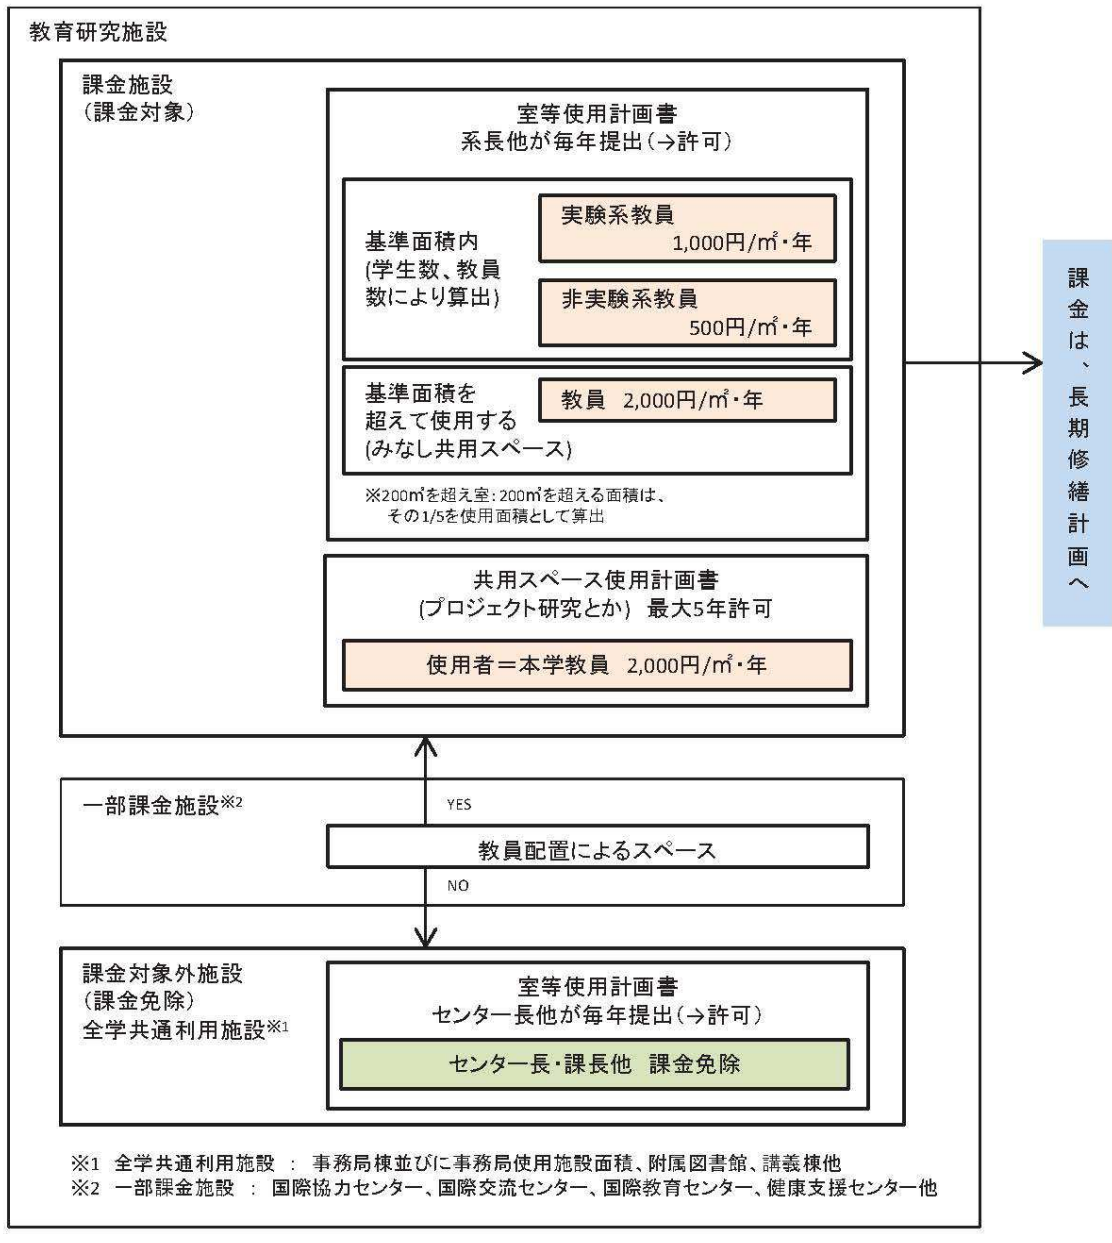 教育研究施設
課金施設
(課金対象)
室等使用計画書
系長他が毎年提出(→許可)
基準面積内
(学生数、教員
数により算出)
実験系教員
1,000円/㎡・年
非実験系教員
500円/㎡・年
基準面積を
超えて使用する
(みなし共用スペース)
教員 2,000円/㎡・年
※200㎡を超え室:200㎡を超える面積は、
その1/5を使用面積として算出
共用スペース使用計画書
(プロジェクト研究とか) 最大5年許可
使用者＝本学教員 2,000円/㎡・年
課金は、長期修繕計画へ
一部課金施設※2
YES
教員配置によるスペース
NO
課金対象外施設
(課金免除)
全学共通利用施設※1
室等使用計画書
センター長他が毎年提出(→許可)
センター長・課長他 課金免除
※1 全学共通利用施設 : 事務局棟並びに事務局使用施設面積、附属図書館、講義棟他
※2 一部課金施設 : 国際協力センター、国際交流センター、国際教育センター、健康支援センター他